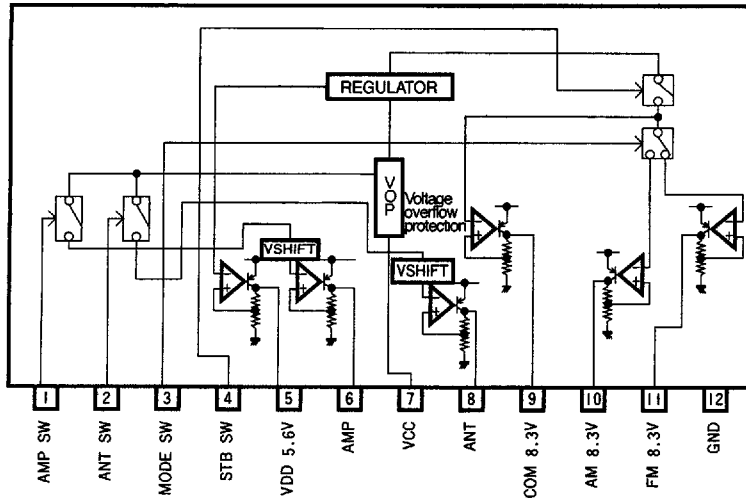 REGULATOR
VOP
Voltage
overflow
protection
VSHIFT
VSHIFT
− + − + − + − + − + − +
1 2 3 4 5 6 7 8 9 10 11 12
AMP SW
ANT SW
MODE SW
STB SW
VDD 5.6V
AMP
VCC
ANT
COM 8.3V
AM 8.3V
FM 8.3V
GND